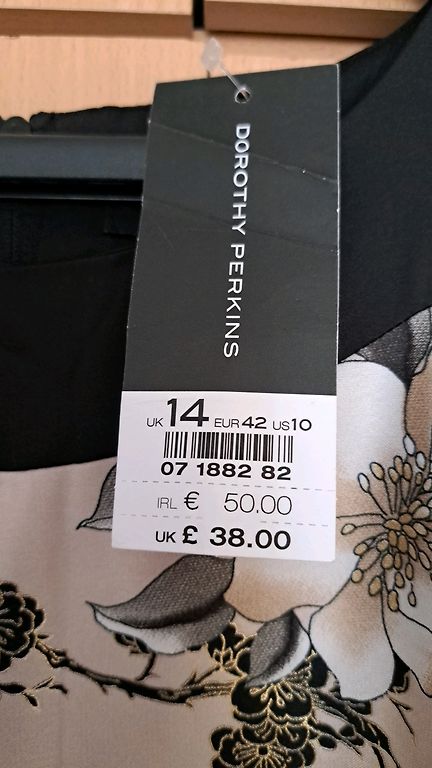 DOROTHY PERKINS
UK 14 EUR 42 US 10
07 1882 82
IRL € 50.00
UK £ 38.00